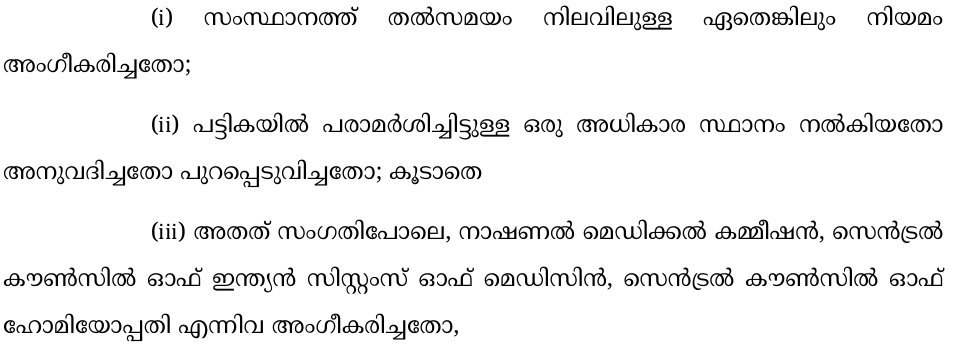 (i) സംസ്ഥാനത്ത് തൽസമയം നിലവിലുള്ള ഏതെങ്കിലും നിയമം
അംഗീകരിച്ചതോ;
(ii) പട്ടികയിൽ പരാമർശിച്ചിട്ടുള്ള ഒരു അധികാര സ്ഥാനം നൽകിയതോ
അനുവദിച്ചതോ പുറപ്പെടുവിച്ചതോ; കൂടാതെ
(iii) അതത് സംഗതിപോലെ, നാഷണൽ മെഡിക്കൽ കമ്മീഷൻ, സെൻട്രൽ
കൗൺസിൽ ഓഫ് ഇന്ത്യൻ സിസ്റ്റംസ് ഓഫ് മെഡിസിൻ, സെൻട്രൽ കൗൺസിൽ ഓഫ്
ഹോമിയോപ്പതി എന്നിവ അംഗീകരിച്ചതോ,